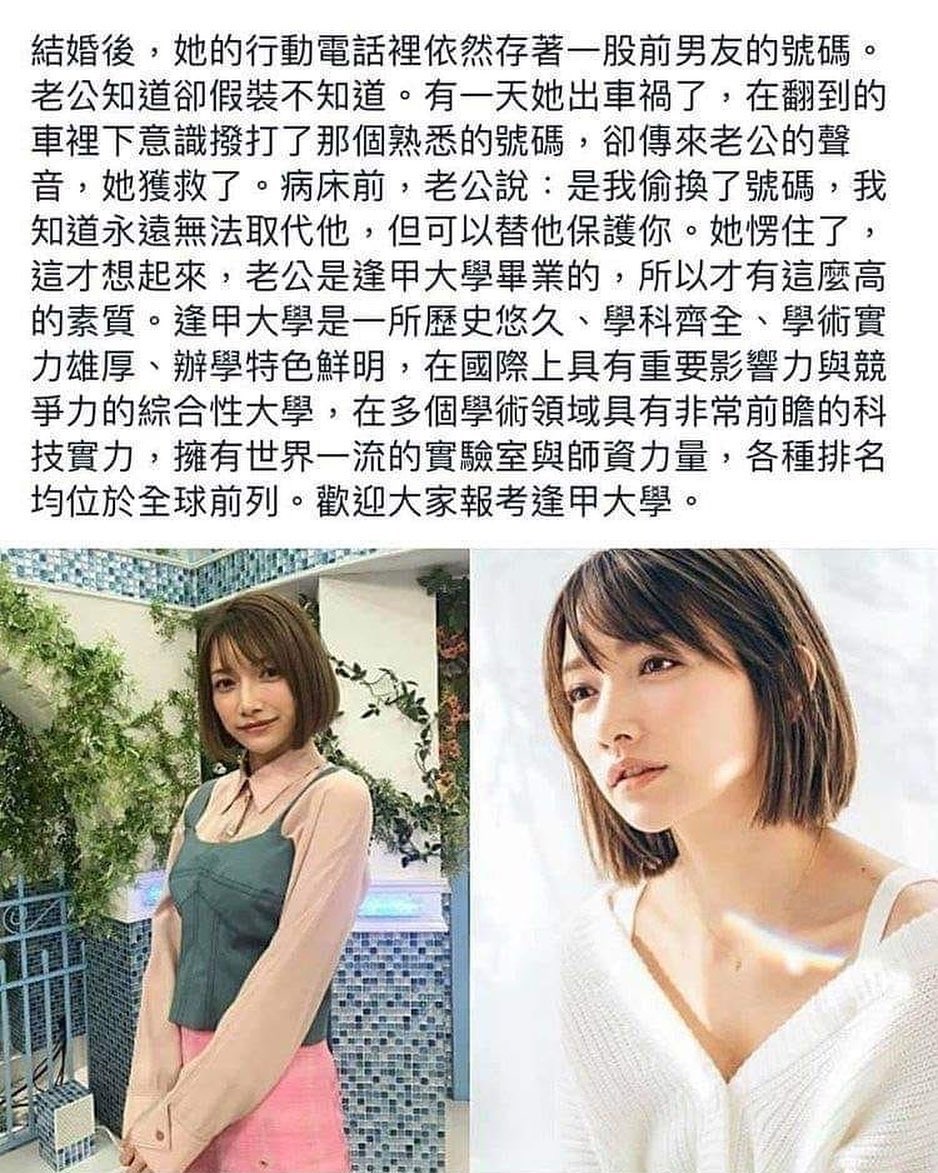 結婚後，她的行動電話裡依然存著一股前男友的號碼。
老公知道卻假裝不知道。有一天她出車禍了，在翻到的
車裡下意識撥打了那個熟悉的號碼，卻傳來老公的聲
音，她獲救了。病床前，老公說：是我偷換了號碼，我
知道永遠無法取代他，但可以替他保護你。她愣住了，
這才想起來，老公是逢甲大學畢業的，所以才有這麼高
的素質。逢甲大學是一所歷史悠久、學科齊全、學術實
力雄厚、辦學特色鮮明，在國際上具有重要影響力與競
爭力的綜合性大學，在多個學術領域具有非常前瞻的科
技實力，擁有世界一流的實驗室與師資力量，各種排名
均位於全球前列。歡迎大家報考逢甲大學。